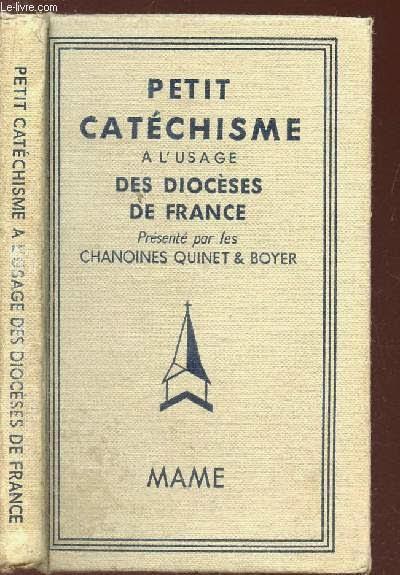 Le-livre.com
PETIT CATÉCHISME A L'USAGE DES DIOCÈSES DE FRANCE
PETIT
CATÉCHISME
A L'USAGE
DES DIOCÈSES
DE FRANCE
Présenté par les
CHANOINES QUINET & BOYER
MAME